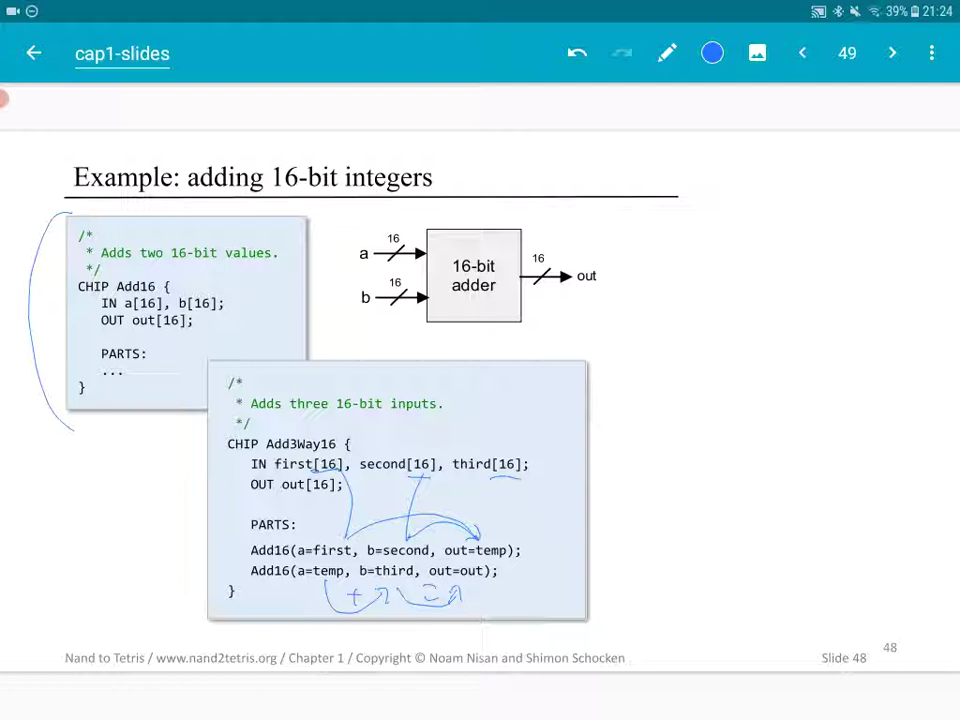 39% 21:24
cap1-slides
49
Example: adding 16-bit integers
/*
* Adds two 16-bit values.
*/
CHIP Add16 {
IN a[16], b[16];
OUT out[16];
PARTS:
...
}
a 16
b 16
16-bit
adder
16 out
/*
* Adds three 16-bit inputs.
*/
CHIP Add3Way16 {
IN first[16], second[16], third[16];
OUT out[16];
PARTS:
Add16(a=first, b=second, out=temp);
Add16(a=temp, b=third, out=out);
}
+ =
Nand to Tetris / www.nand2tetris.org / Chapter 1 / Copyright © Noam Nisan and Shimon Schocken
Slide 48
48